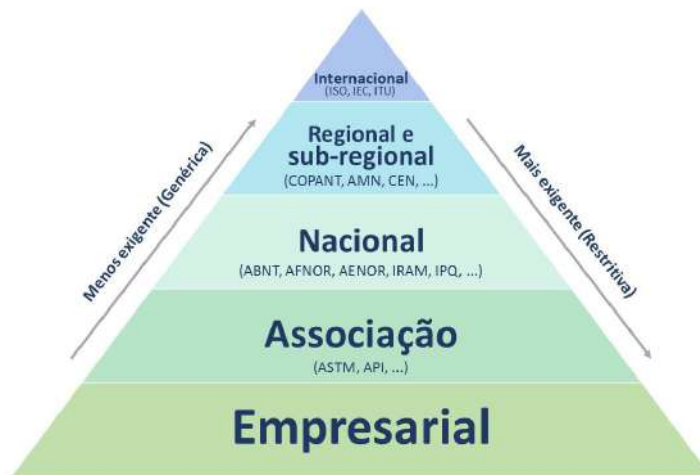 Internacional
(ISO, IEC, ITU)
Regional e
sub-regional
(COPANT, AMN, CEN, ...)
Menos exigente (Genérica)
Mais exigente (Restritiva)
Nacional
(ABNT, AFNOR, AENOR, IRAM, IPQ, ...)
Associação
(ASTM, API, ...)
Empresarial